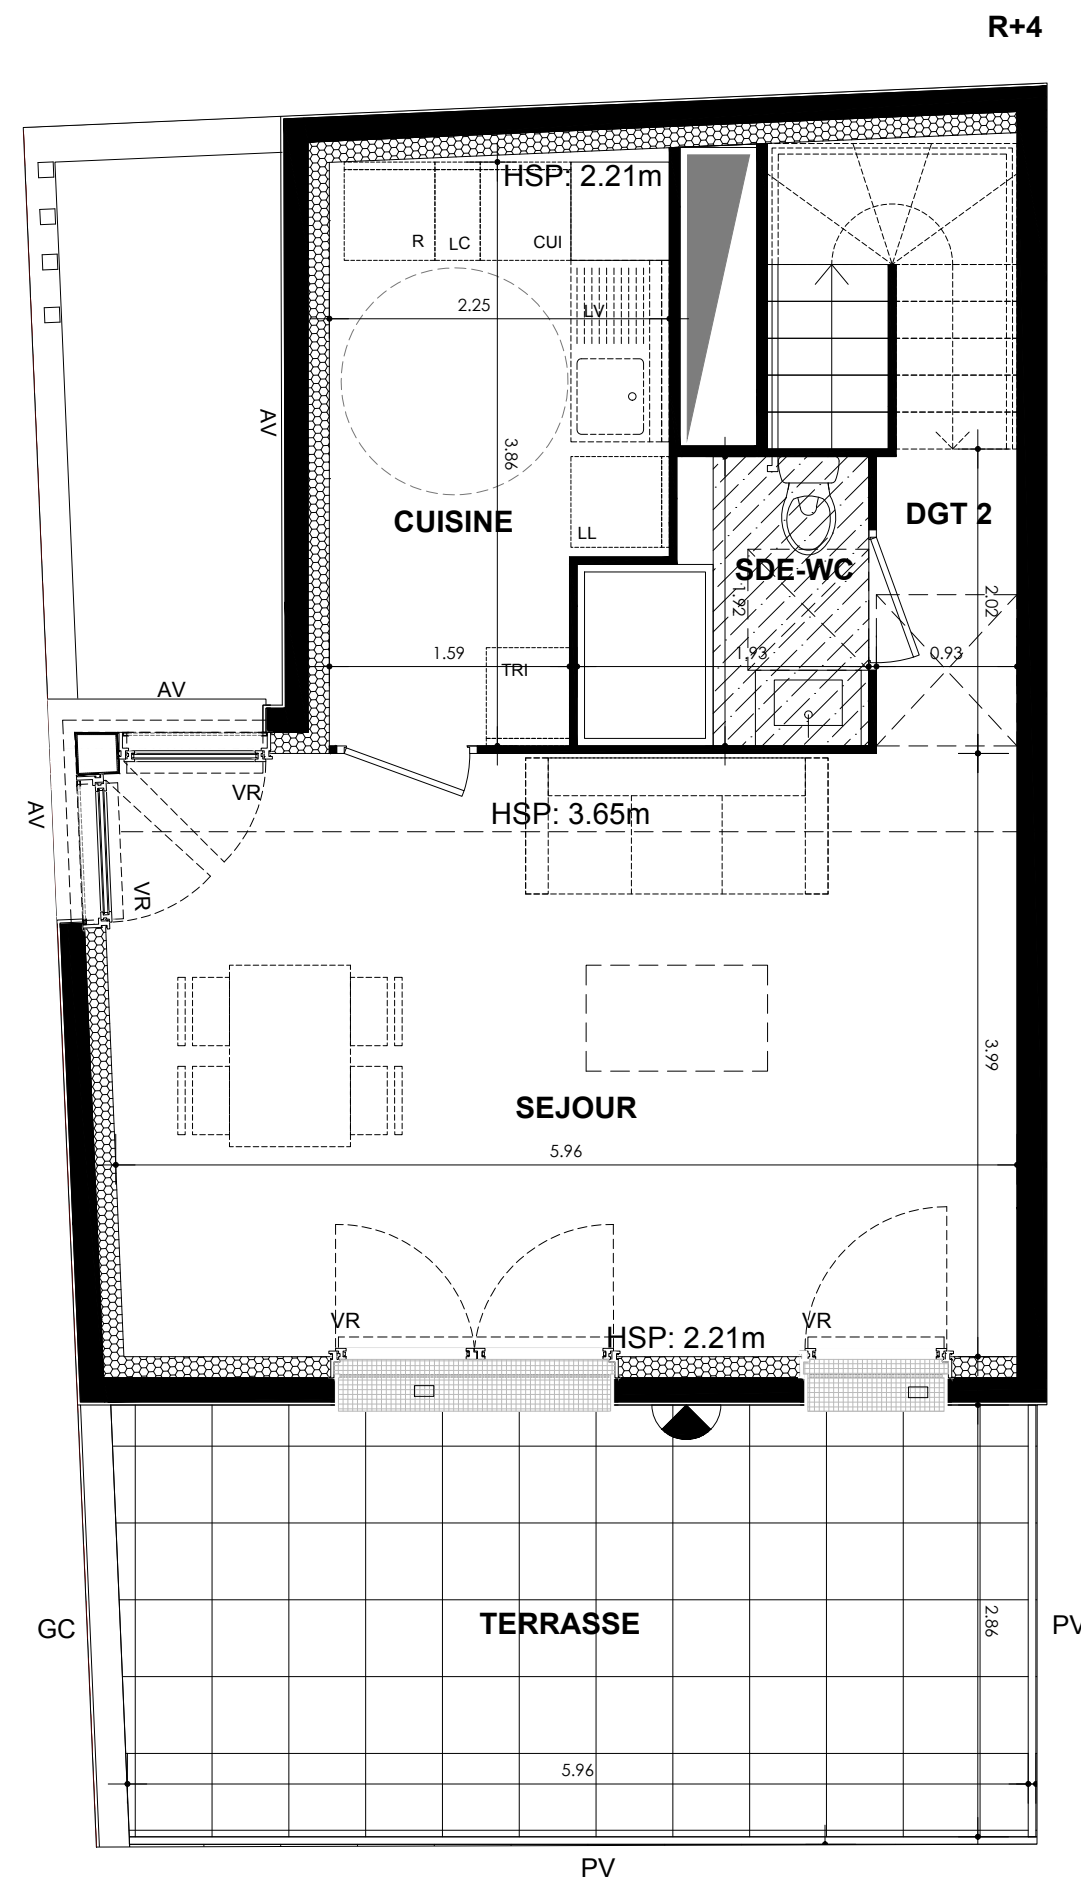 R+4
HSP: 2.21m
R
LC
CUI
2.25
LV
AV
3.86
CUISINE
DGT 2
LL
SDE-WC
1.92
2.02
1.59
TRI
1.93
0.93
AV
VR
HSP: 3.65m
AV
VR
3.99
SEJOUR
5.96
VR
HSP: 2.21m
VR
TERRASSE
2.86
GC
PV
5.96
PV